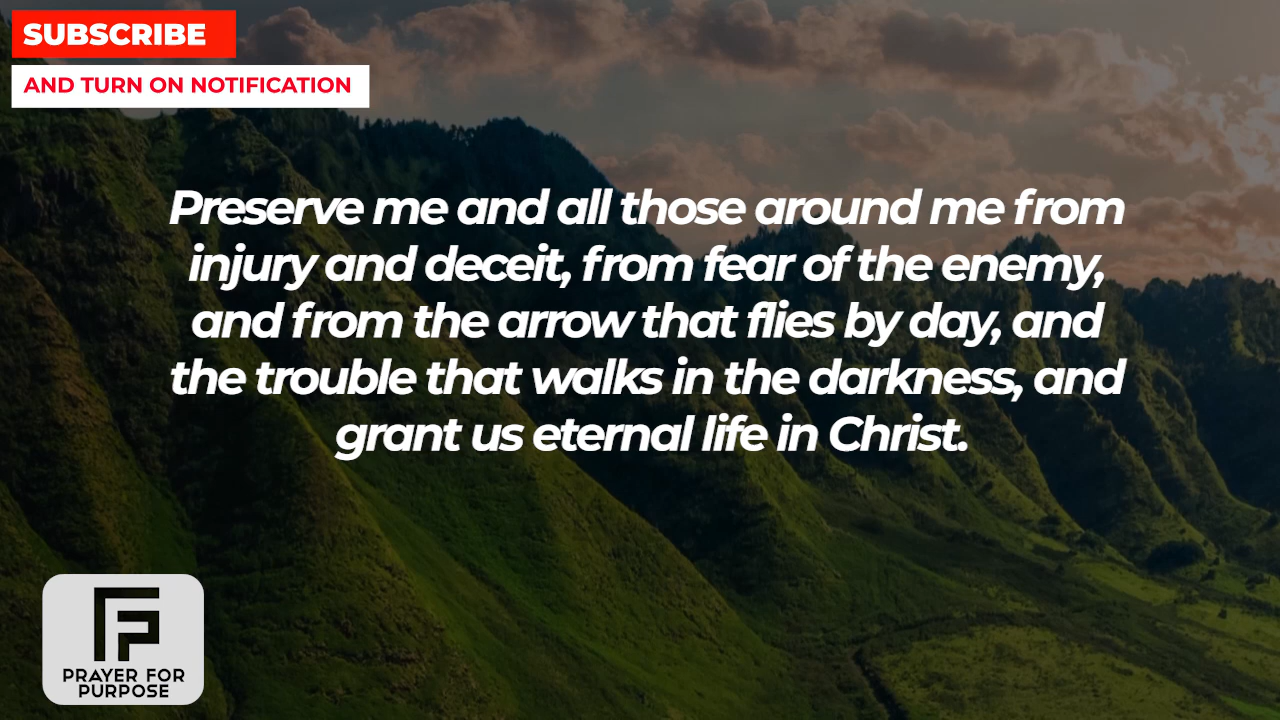 SUBSCRIBE
AND TURN ON NOTIFICATION
Preserve me and all those around me from
injury and deceit, from fear of the enemy,
and from the arrow that flies by day, and
the trouble that walks in the darkness, and
grant us eternal life in Christ.
PRAYER FOR
PURPOSE